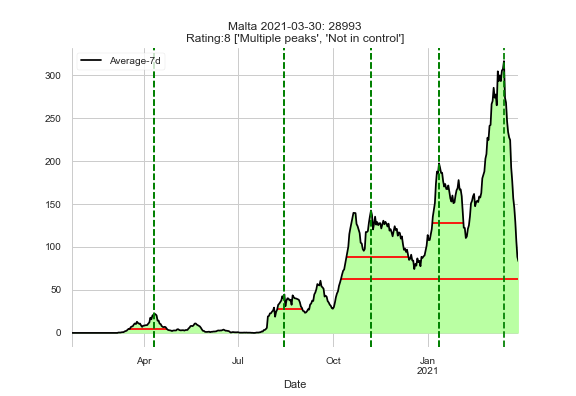 Malta 2021-03-30: 28993
Rating:8 ['Multiple peaks', 'Not in control']
Average-7d
300
250
200
150
100
50
0
Apr
Jul
Oct
Jan
2021
Date